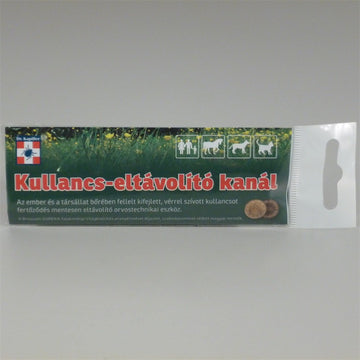 Kullancs-eltávolító kanál
Az ember és a társállat bőrében fellelt kifejlett, vérrel szívott kullancsot
fertőződés mentesen eltávolító orvostechnikai eszköz.